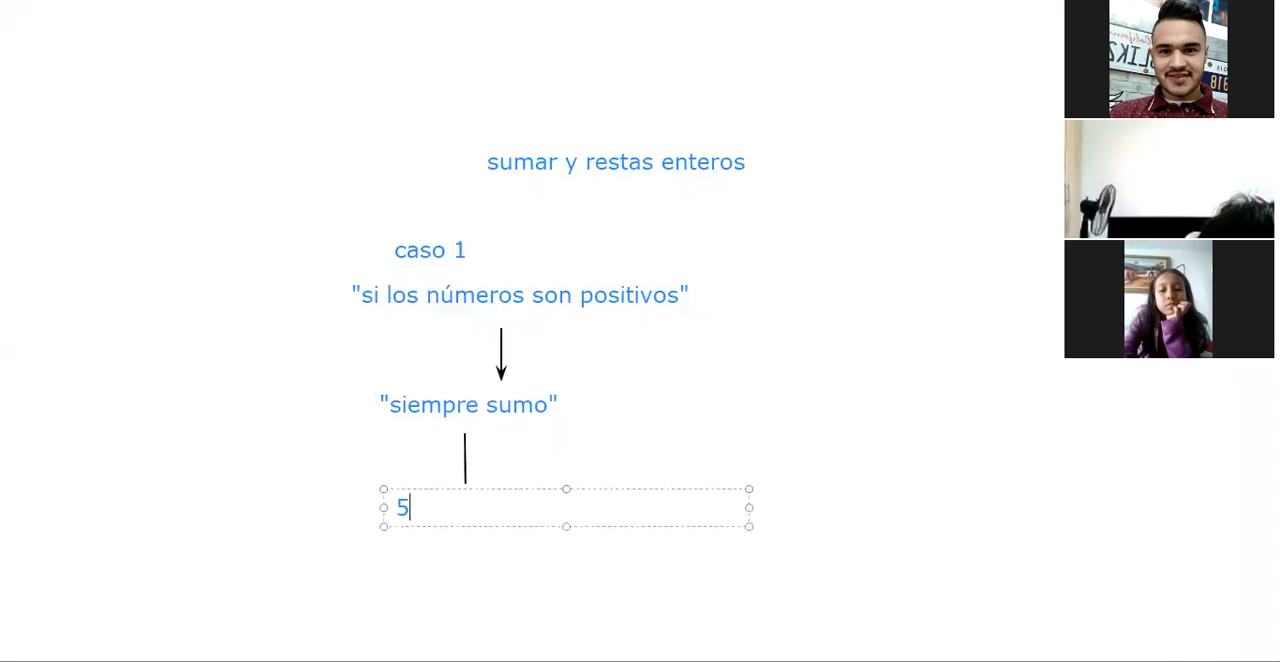 sumar y restas enteros
caso 1
"si los números son positivos"
"siempre sumo"
5